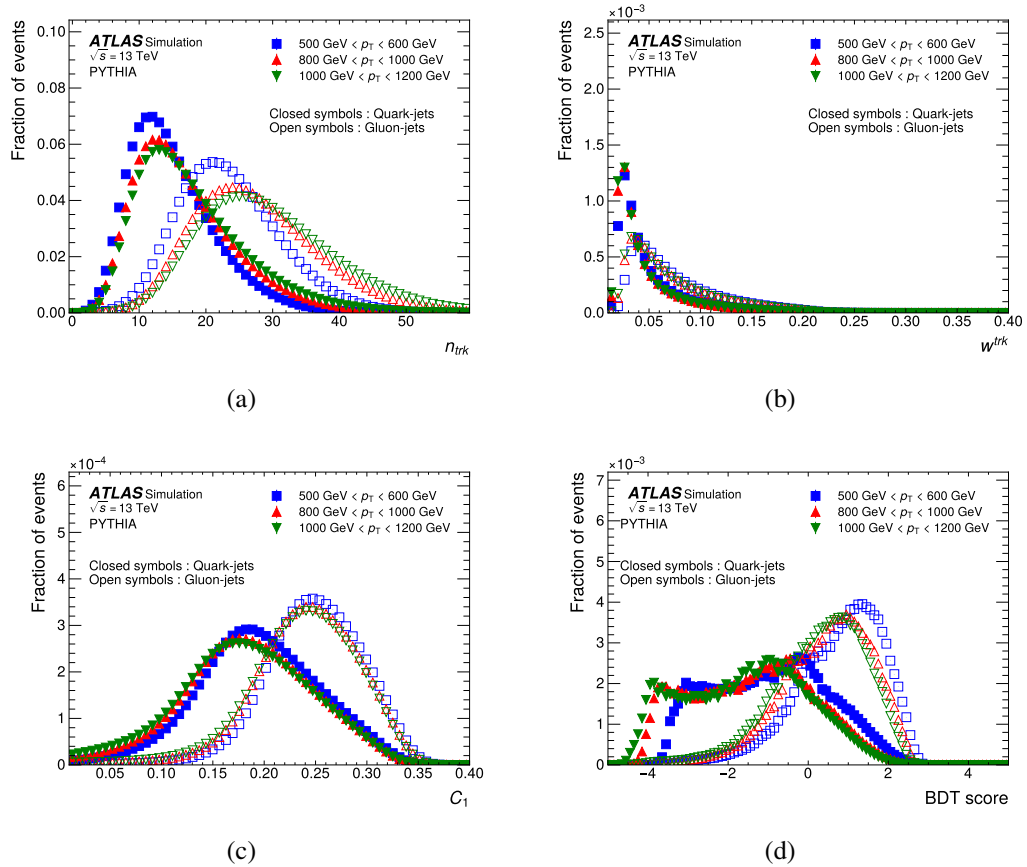 0.10
0.08
0.06
0.04
0.02
0.00
Fraction of events
ATLAS Simulation
√s = 13 TeV
PYTHIA
500 GeV < pT < 600 GeV
800 GeV < pT < 1000 GeV
1000 GeV < pT < 1200 GeV
Closed symbols : Quark-jets
Open symbols : Gluon-jets
0 10 20 30 40 50
n_trk
(a)
×10⁻³
2.5
2.0
1.5
1.0
0.5
0.0
Fraction of events
ATLAS Simulation
√s = 13 TeV
PYTHIA
500 GeV < pT < 600 GeV
800 GeV < pT < 1000 GeV
1000 GeV < pT < 1200 GeV
Closed symbols : Quark-jets
Open symbols : Gluon-jets
0.05 0.10 0.15 0.20 0.25 0.30 0.35 0.40
w^trk
(b)
×10⁻⁴
6
5
4
3
2
1
0
Fraction of events
ATLAS Simulation
√s = 13 TeV
PYTHIA
500 GeV < pT < 600 GeV
800 GeV < pT < 1000 GeV
1000 GeV < pT < 1200 GeV
Closed symbols : Quark-jets
Open symbols : Gluon-jets
0.05 0.10 0.15 0.20 0.25 0.30 0.35 0.40
C₁
(c)
×10⁻³
7
6
5
4
3
2
1
0
Fraction of events
ATLAS Simulation
√s = 13 TeV
PYTHIA
500 GeV < pT < 600 GeV
800 GeV < pT < 1000 GeV
1000 GeV < pT < 1200 GeV
Closed symbols : Quark-jets
Open symbols : Gluon-jets
−4 −2 0 2 4
BDT score
(d)